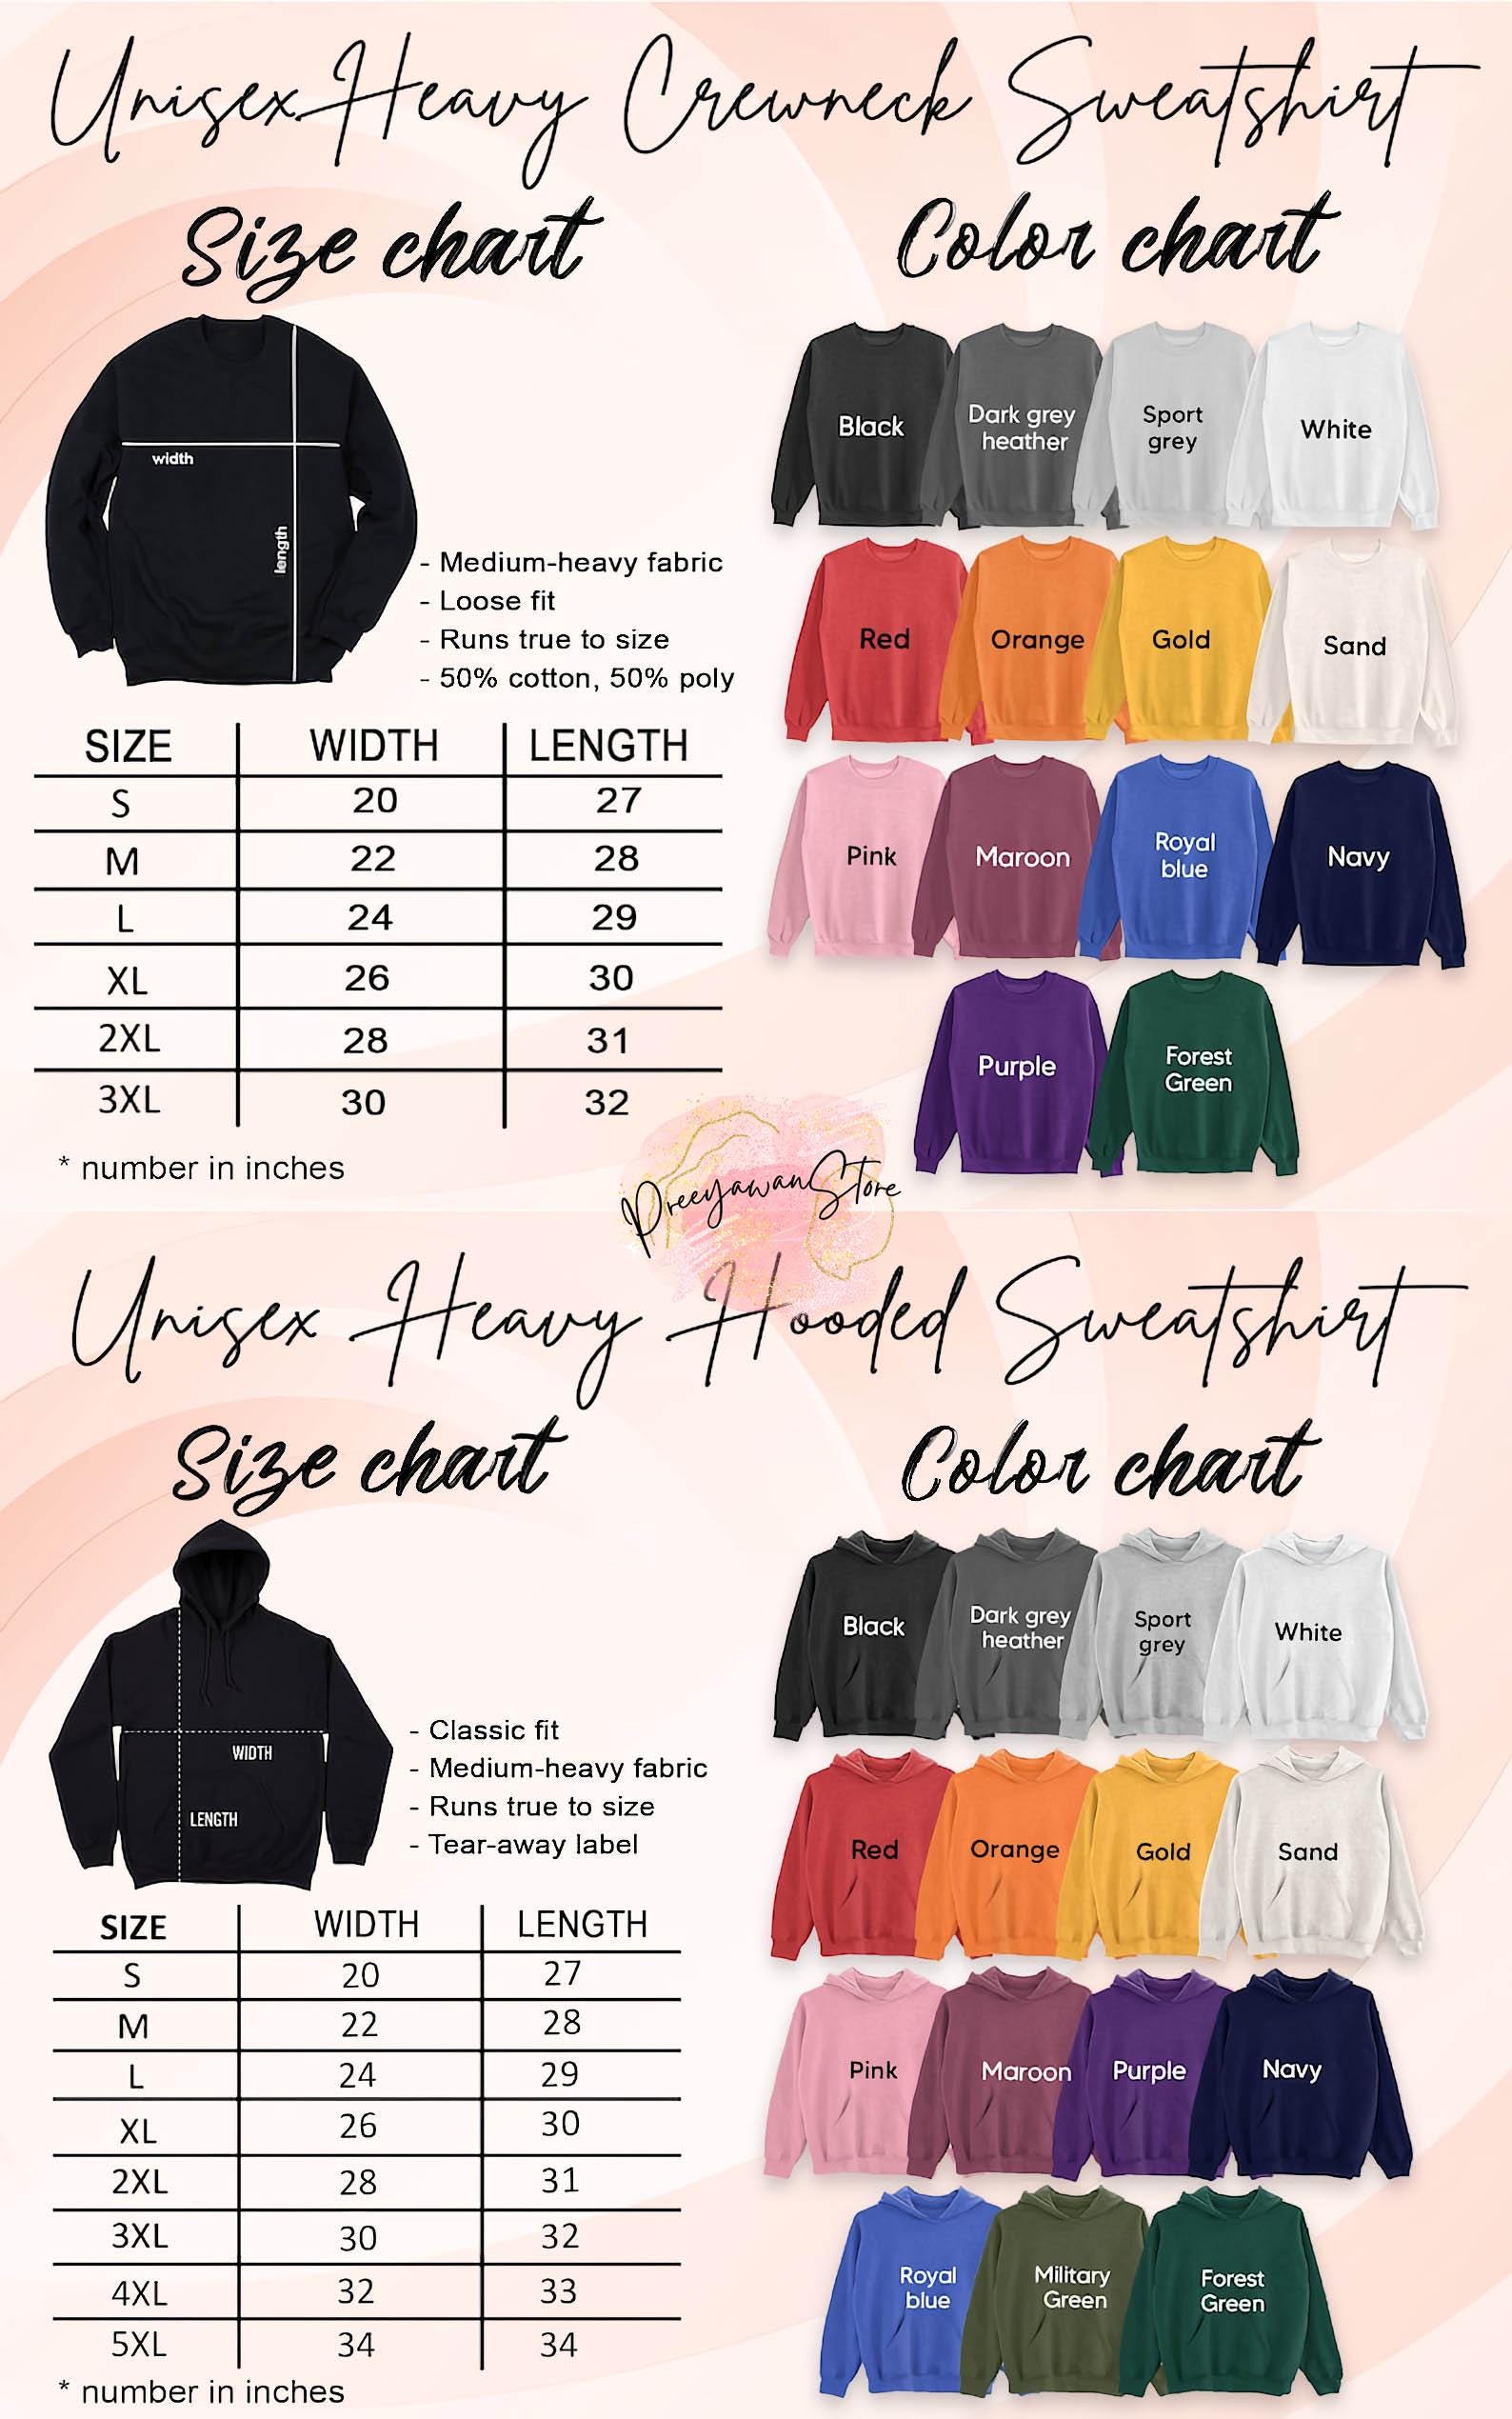 Unisex Heavy Crewneck Sweatshirt
Size chart
Color chart
width
length
- Medium-heavy fabric
- Loose fit
- Runs true to size
- 50% cotton, 50% poly
SIZE WIDTH LENGTH
S 20 27
M 22 28
L 24 29
XL 26 30
2XL 28 31
3XL 30 32
* number in inches
Black
Dark grey
heather
Sport
grey
White
Red
Orange
Gold
Sand
Pink
Maroon
Royal
blue
Navy
Purple
Forest
Green
PreeyawanStore
Unisex Heavy Hooded Sweatshirt
Size chart
Color chart
WIDTH
LENGTH
- Classic fit
- Medium-heavy fabric
- Runs true to size
- Tear-away label
SIZE WIDTH LENGTH
S 20 27
M 22 28
L 24 29
XL 26 30
2XL 28 31
3XL 30 32
4XL 32 33
5XL 34 34
* number in inches
Black
Dark grey
heather
Sport
grey
White
Red
Orange
Gold
Sand
Pink
Maroon
Purple
Navy
Royal
blue
Military
Green
Forest
Green